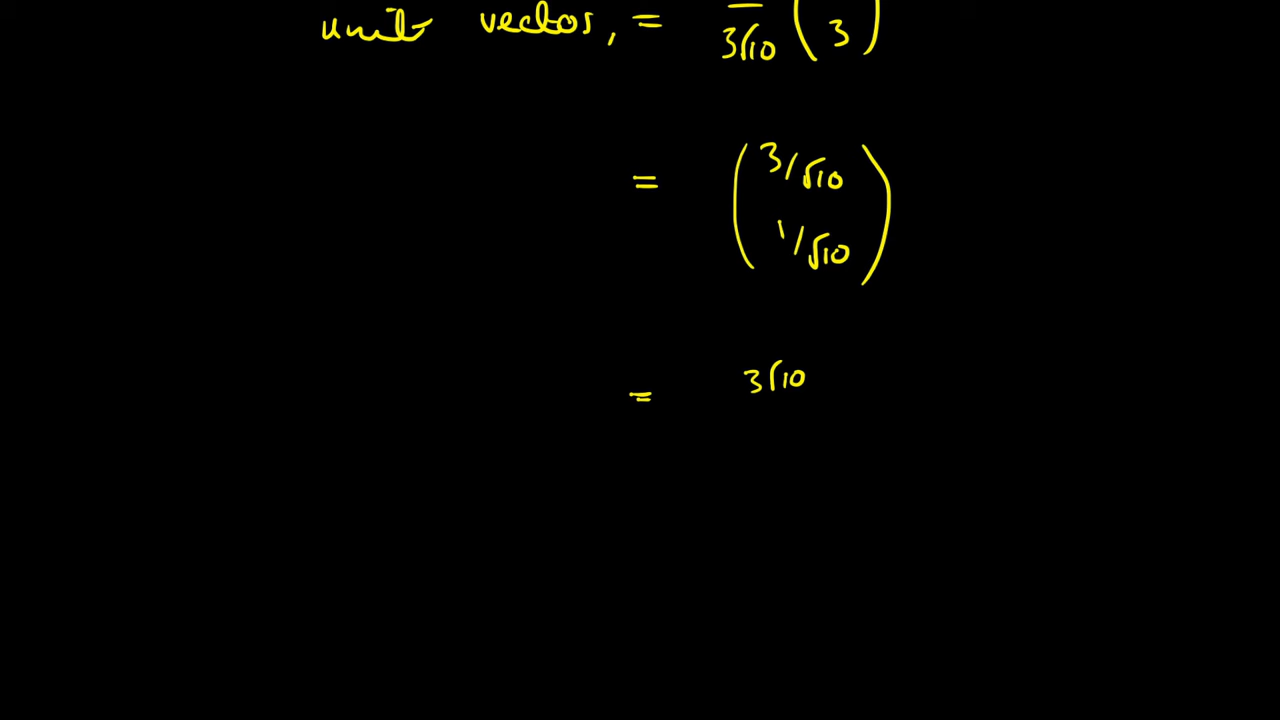 unit vector, = 3√10 ( 3 )
= ( 3/√10
1/√10 )
= 3√10